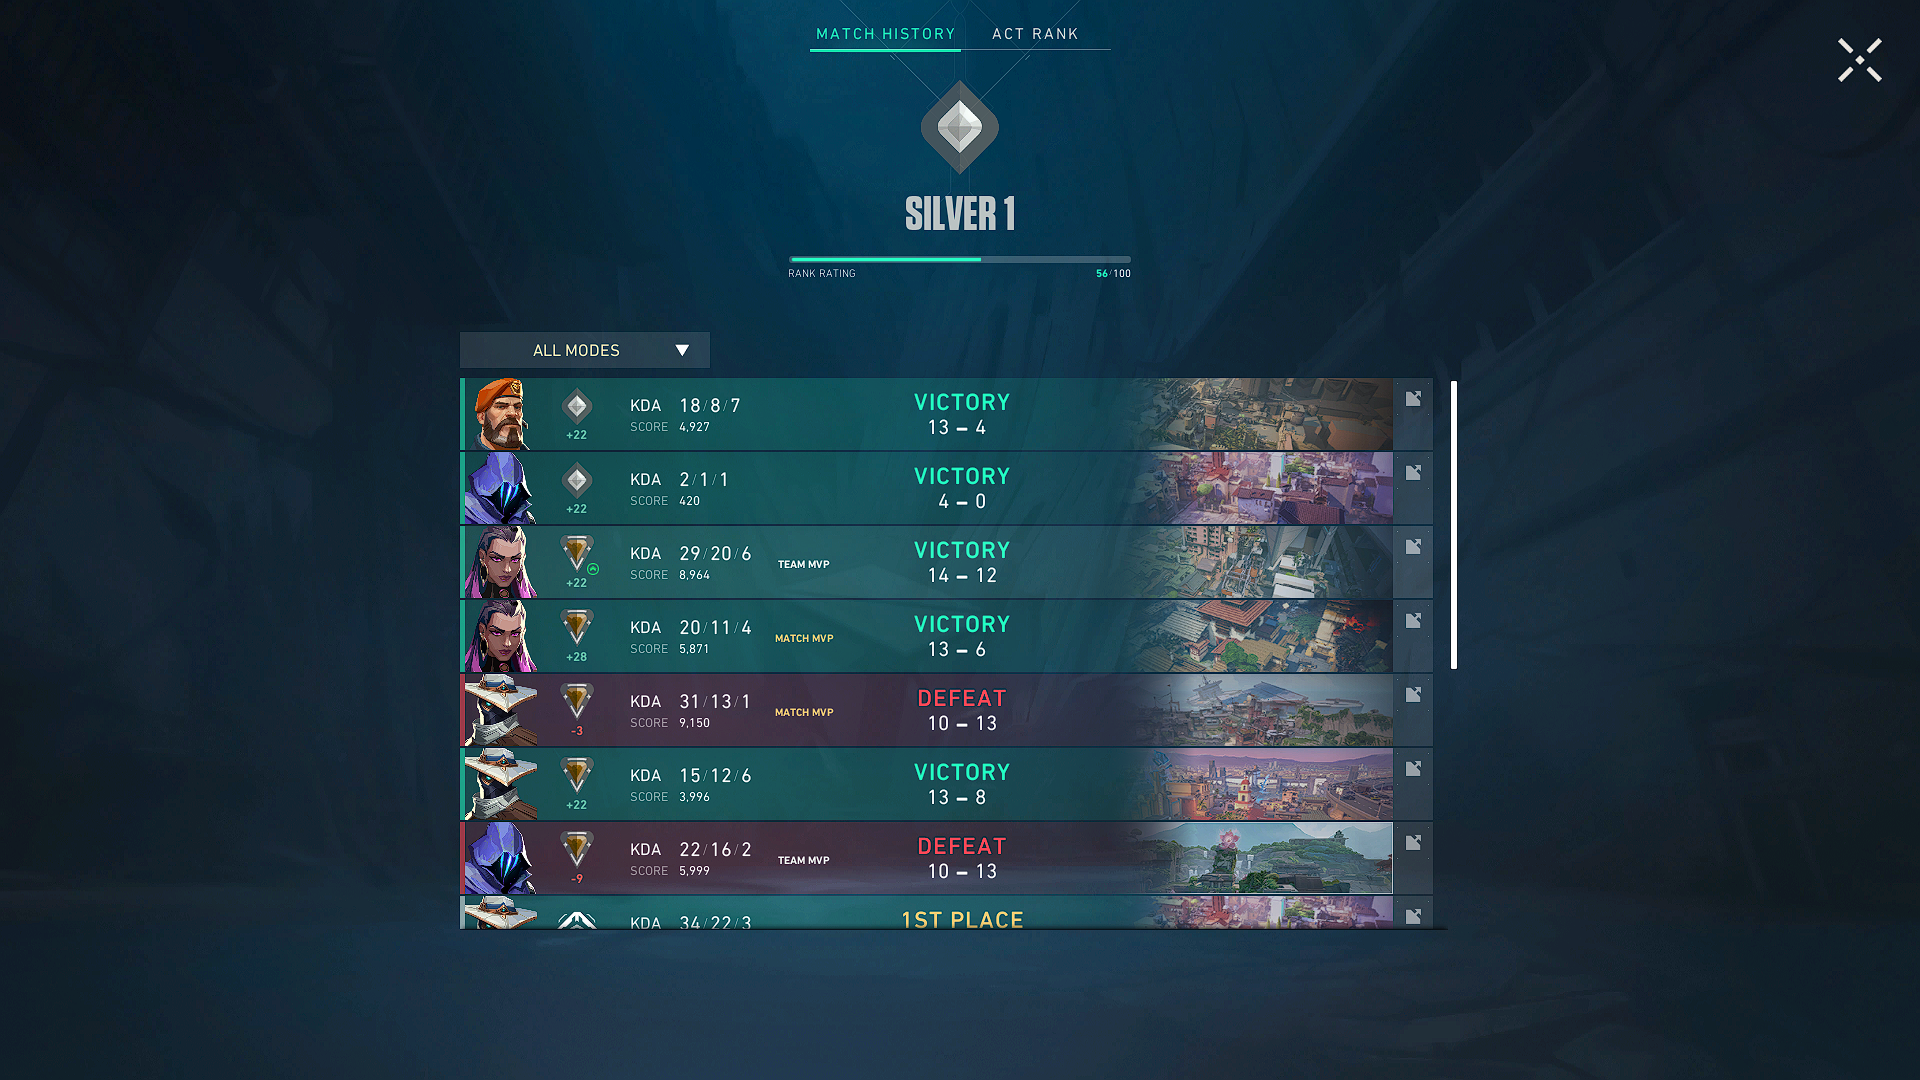 MATCH HISTORY ACT RANK
SILVER 1
RANK RATING 56/100
ALL MODES
KDA 18/8/7 VICTORY
+22 SCORE 4,927 13 – 4
KDA 2/1/1 VICTORY
+22 SCORE 420 4 – 0
KDA 29/20/6 TEAM MVP VICTORY
+22 SCORE 8,964 14 – 12
KDA 20/11/4 MATCH MVP VICTORY
+28 SCORE 5,871 13 – 6
KDA 31/13/1 MATCH MVP DEFEAT
-3 SCORE 9,150 10 – 13
KDA 15/12/6 VICTORY
+22 SCORE 3,996 13 – 8
KDA 22/16/2 TEAM MVP DEFEAT
-9 SCORE 5,999 10 – 13
KDA 34/22/3 1ST PLACE